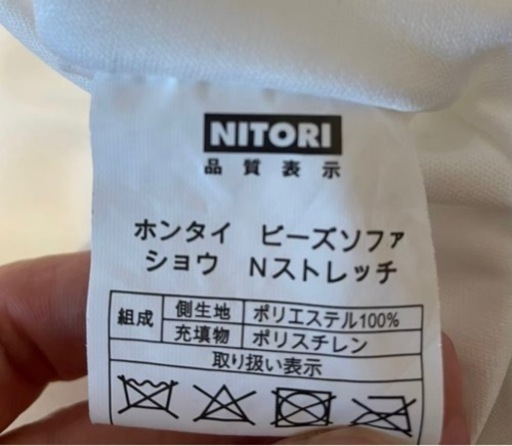 NITORI
品質表示
ホンタイ ビーズソファ
ショウ Nストレッチ
組成 側生地 ポリエステル100%
充填物 ポリスチレン
取り扱い表示